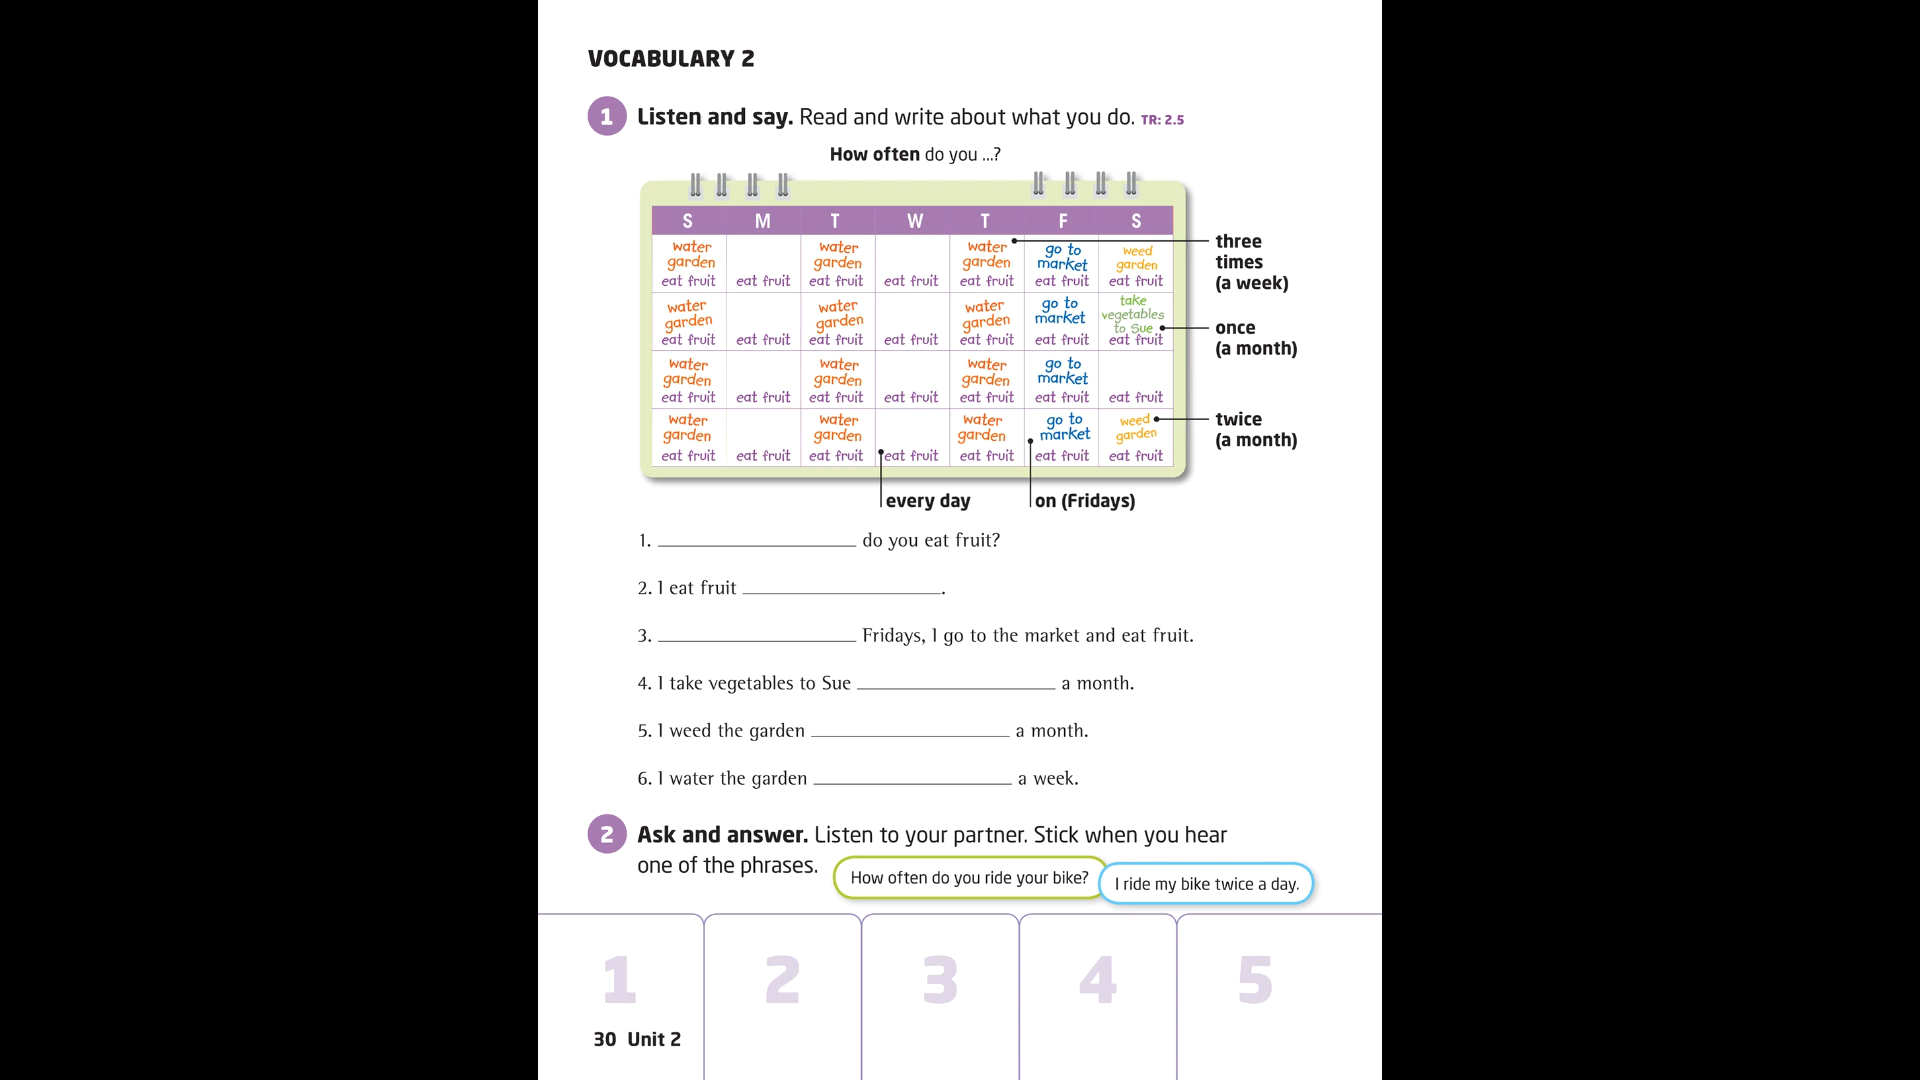 VOCABULARY 2
1 Listen and say. Read and write about what you do. TR: 2.5
How often do you ...?
S M T W T F S
water garden eat fruit
eat fruit
water garden eat fruit
eat fruit
water garden eat fruit
go to market eat fruit
weed garden eat fruit
three times (a week)
water garden eat fruit
eat fruit
water garden eat fruit
eat fruit
water garden eat fruit
go to market eat fruit
take vegetables to Sue eat fruit
once (a month)
water garden eat fruit
eat fruit
water garden eat fruit
eat fruit
water garden eat fruit
go to market eat fruit
eat fruit
water garden eat fruit
eat fruit
water garden eat fruit
eat fruit
water garden eat fruit
go to market eat fruit
weed garden eat fruit
twice (a month)
every day
on (Fridays)
1. ____________________ do you eat fruit?
2. I eat fruit ____________________.
3. ____________________ Fridays, I go to the market and eat fruit.
4. I take vegetables to Sue ____________________ a month.
5. I weed the garden ____________________ a month.
6. I water the garden ____________________ a week.
2 Ask and answer. Listen to your partner. Stick when you hear
one of the phrases.
How often do you ride your bike?
I ride my bike twice a day.
1 2 3 4 5
30 Unit 2